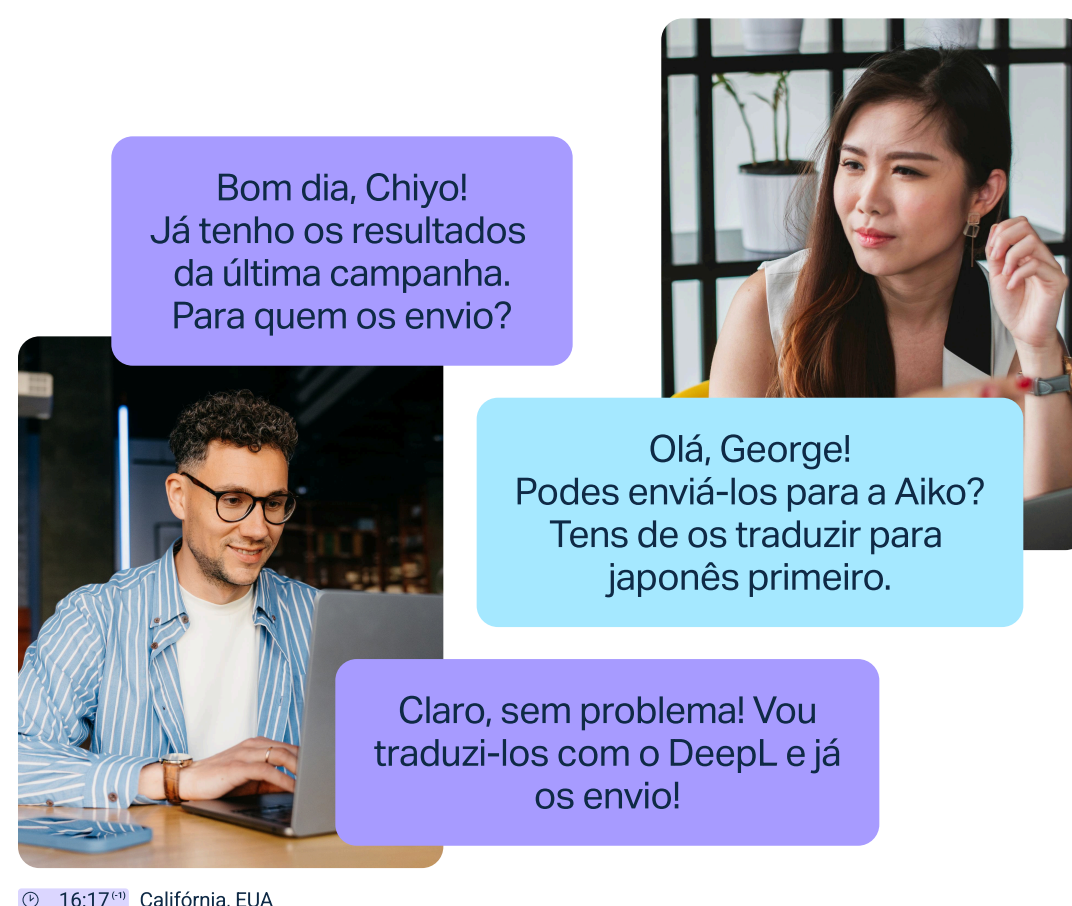 Bom dia, Chiyo!
Já tenho os resultados
da última campanha.
Para quem os envio?
Olá, George!
Podes enviá-los para a Aiko?
Tens de os traduzir para
japonês primeiro.
Claro, sem problema! Vou
traduzi-los com o DeepL e já
os envio!
16:17(-1) Califórnia, EUA